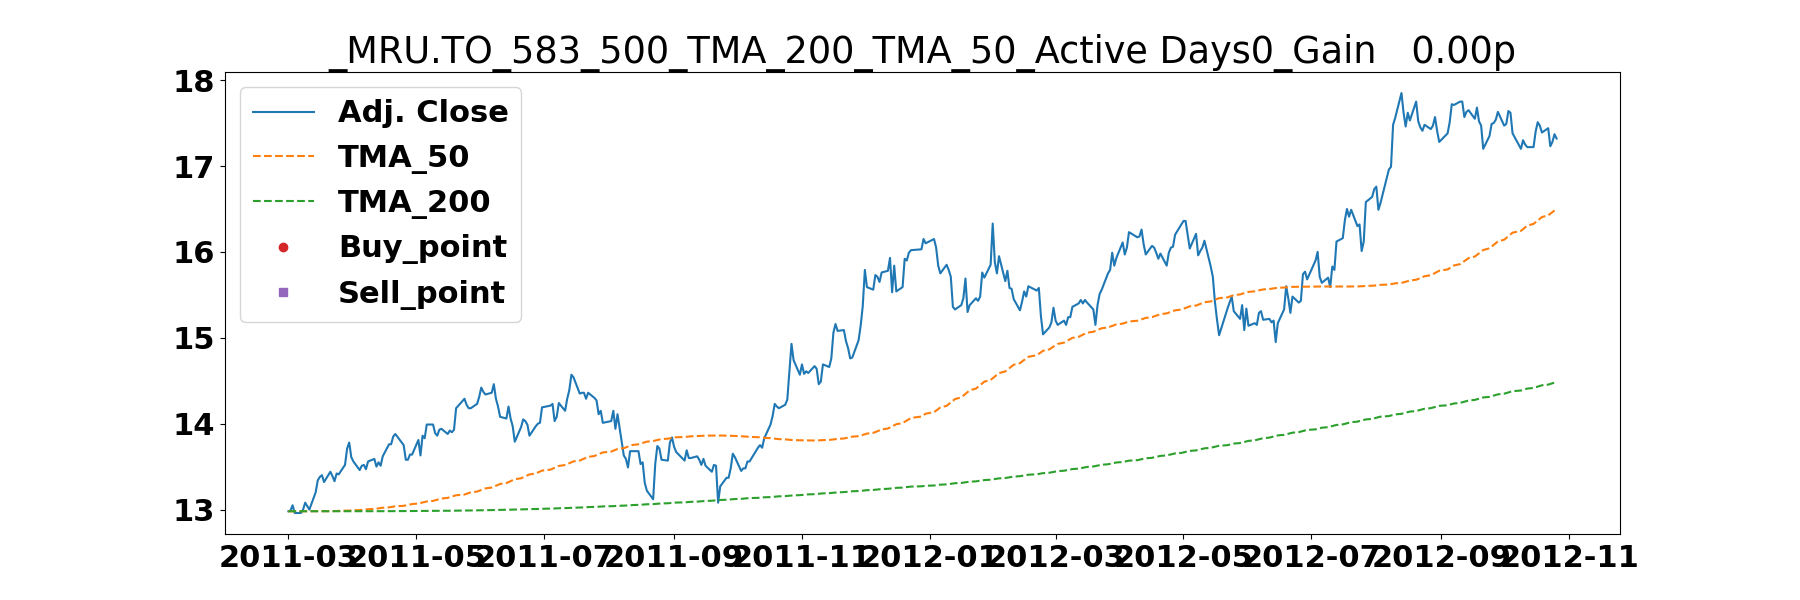 _MRU.TO_583_500_TMA_200_TMA_50_Active Days0_Gain   0.00p
18
17
16
15
14
13
Adj. Close
TMA_50
TMA_200
Buy_point
Sell_point
2011-03 2011-05 2011-07 2011-09 2011-11 2012-01 2012-03 2012-05 2012-07 2012-09 2012-11